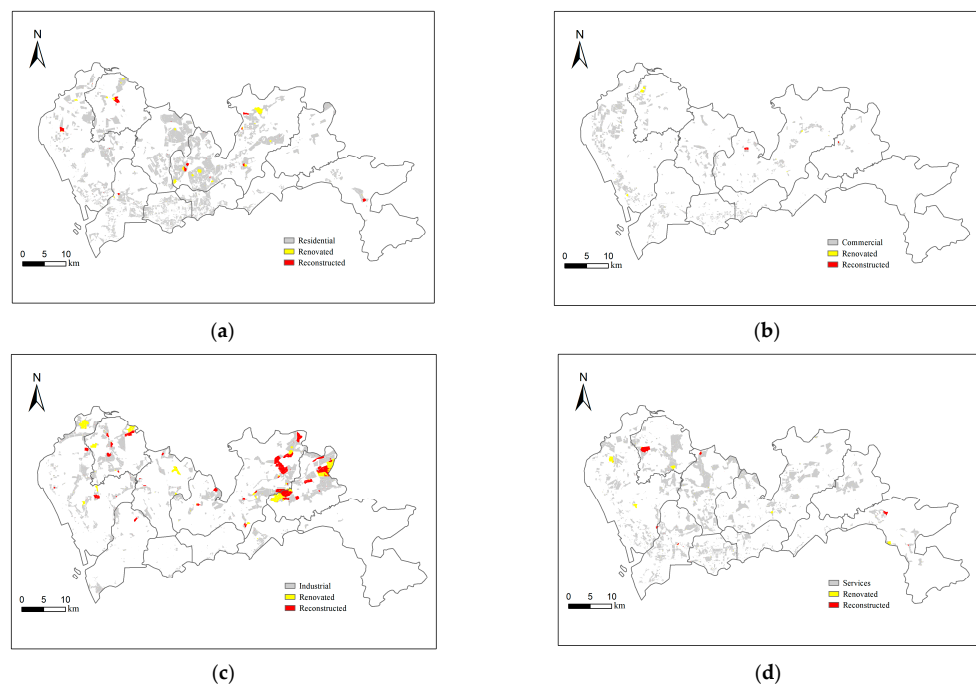 N
Residential
Renovated
Reconstructed
0 5 10
km
(a)
N
Commercial
Renovated
Reconstructed
0 5 10
km
(b)
N
Industrial
Renovated
Reconstructed
0 5 10
km
(c)
N
Services
Renovated
Reconstructed
0 5 10
km
(d)